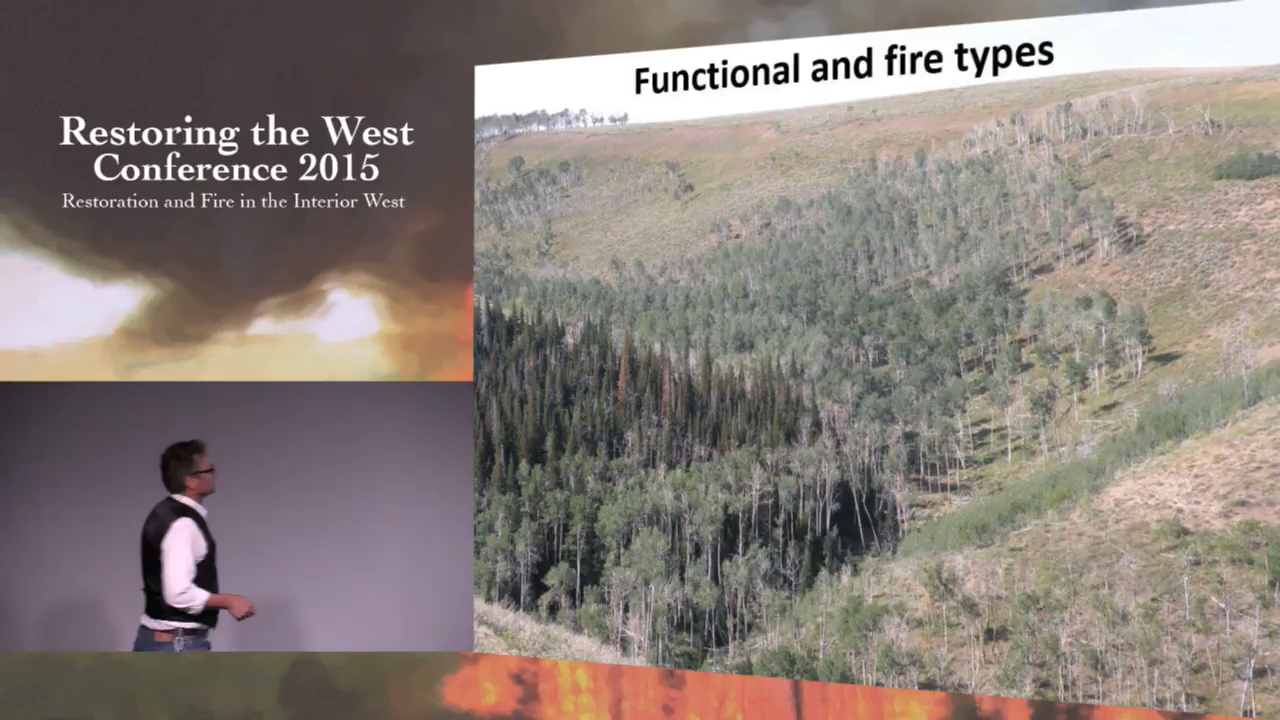 Restoring the West
Conference 2015
Restoration and Fire in the Interior West
Functional and fire types